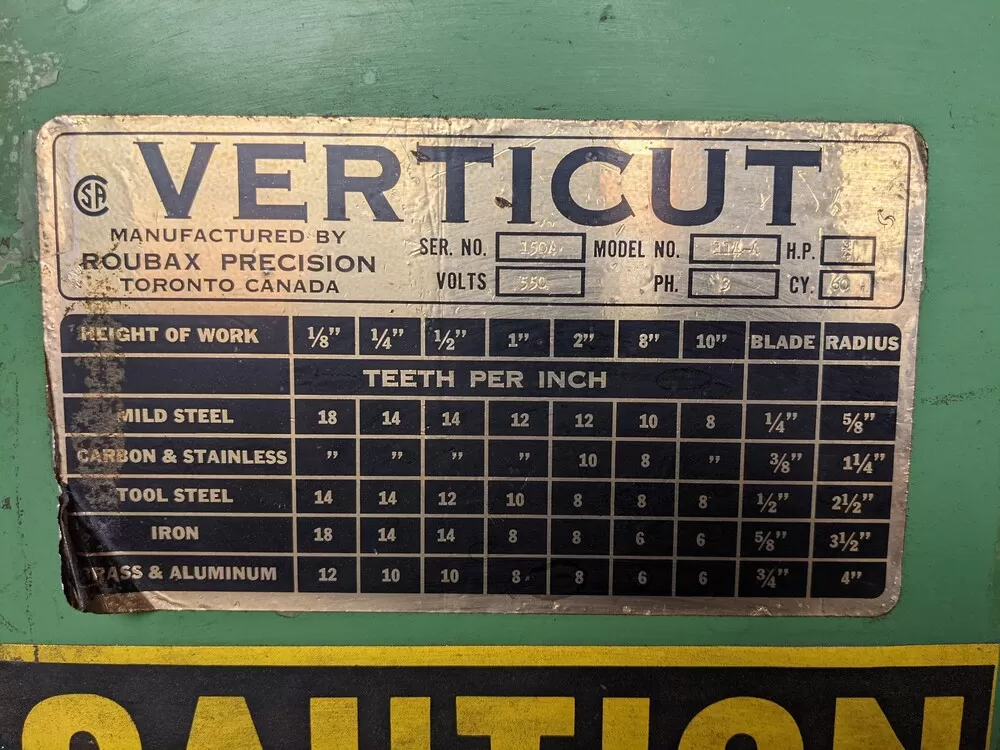 VERTICUT
SA
MANUFACTURED BY
ROUBAX PRECISION
TORONTO CANADA
SER. NO. 150A MODEL NO. H.P.
VOLTS 550 PH. 3 CY. 60
HEIGHT OF WORK 1/8” 1/4” 1/2” 1” 2” 8” 10” BLADE RADIUS
TEETH PER INCH
MILD STEEL 18 14 14 12 12 10 8 1/4” 5/8”
CARBON & STAINLESS ” ” ” ” 10 8 ” 3/8” 1 1/4”
TOOL STEEL 14 14 12 10 8 8 8 1/2” 2 1/2”
IRON 18 14 14 8 8 6 6 5/8” 3 1/2”
RASS & ALUMINUM 12 10 10 8 8 6 6 3/4” 4”
CAUTION